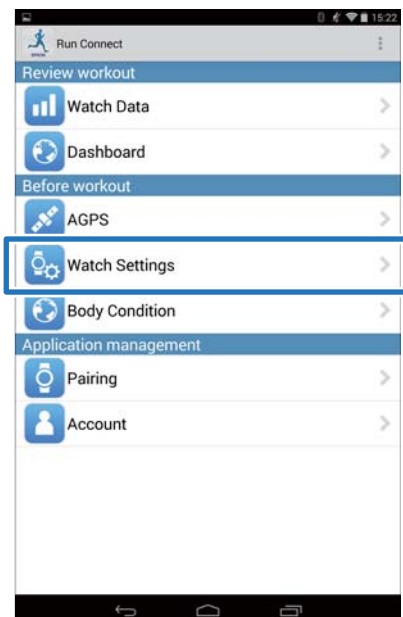 15:22
Run Connect
Review workout
Watch Data
Dashboard
Before workout
AGPS
Watch Settings
Body Condition
Application management
Pairing
Account